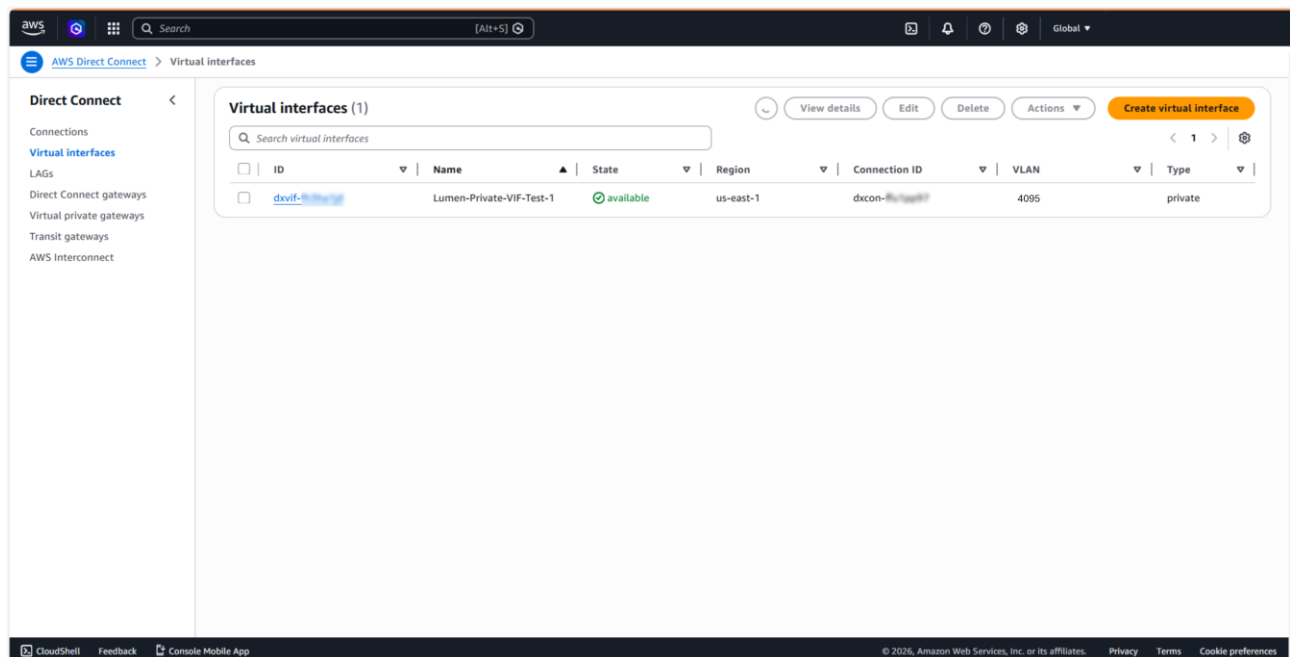 aws Search [Alt+S] Global
AWS Direct Connect > Virtual interfaces
Direct Connect
Connections
Virtual interfaces
LAGs
Direct Connect gateways
Virtual private gateways
Transit gateways
AWS Interconnect
Virtual interfaces (1) View details Edit Delete Actions Create virtual interface
Search virtual interfaces 1
ID Name State Region Connection ID VLAN Type
dxvif- Lumen-Private-VIF-Test-1 available us-east-1 dxcon- 4095 private
CloudShell Feedback Console Mobile App © 2026, Amazon Web Services, Inc. or its affiliates. Privacy Terms Cookie preferences